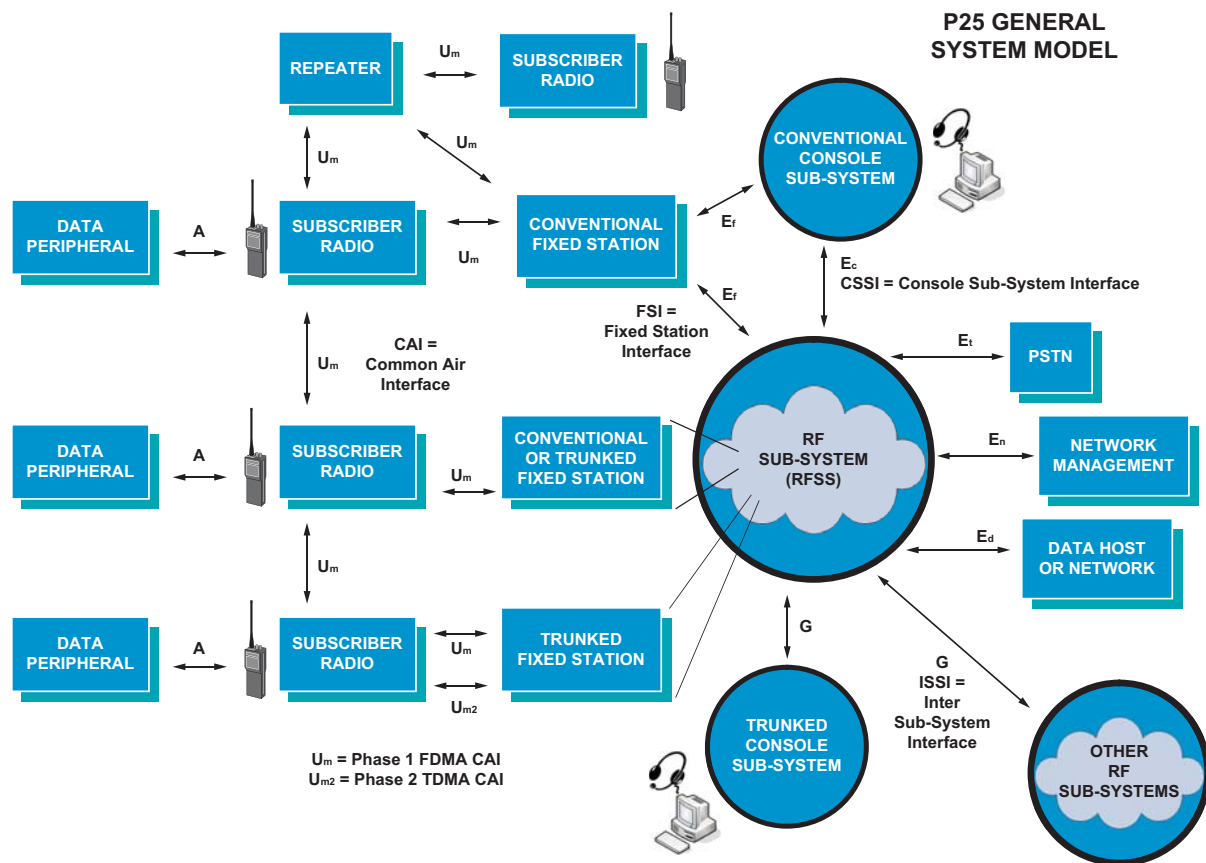 P25 GENERAL
SYSTEM MODEL
REPEATER
Um
SUBSCRIBER
RADIO
Um
Um
CONVENTIONAL
CONSOLE
SUB-SYSTEM
DATA
PERIPHERAL
A
SUBSCRIBER
RADIO
Um
CONVENTIONAL
FIXED STATION
Ef
Ef
Ec
CSSI = Console Sub-System Interface
FSI =
Fixed Station
Interface
Um
CAI =
Common Air
Interface
Et
PSTN
DATA
PERIPHERAL
A
SUBSCRIBER
RADIO
Um
CONVENTIONAL
OR TRUNKED
FIXED STATION
RF
SUB-SYSTEM
(RFSS)
En
NETWORK
MANAGEMENT
Um
Ed
DATA HOST
OR NETWORK
DATA
PERIPHERAL
A
SUBSCRIBER
RADIO
Um
Um2
TRUNKED
FIXED STATION
G
G
ISSI =
Inter
Sub-System
Interface
TRUNKED
CONSOLE
SUB-SYSTEM
OTHER
RF
SUB-SYSTEMS
Um = Phase 1 FDMA CAI
Um2 = Phase 2 TDMA CAI